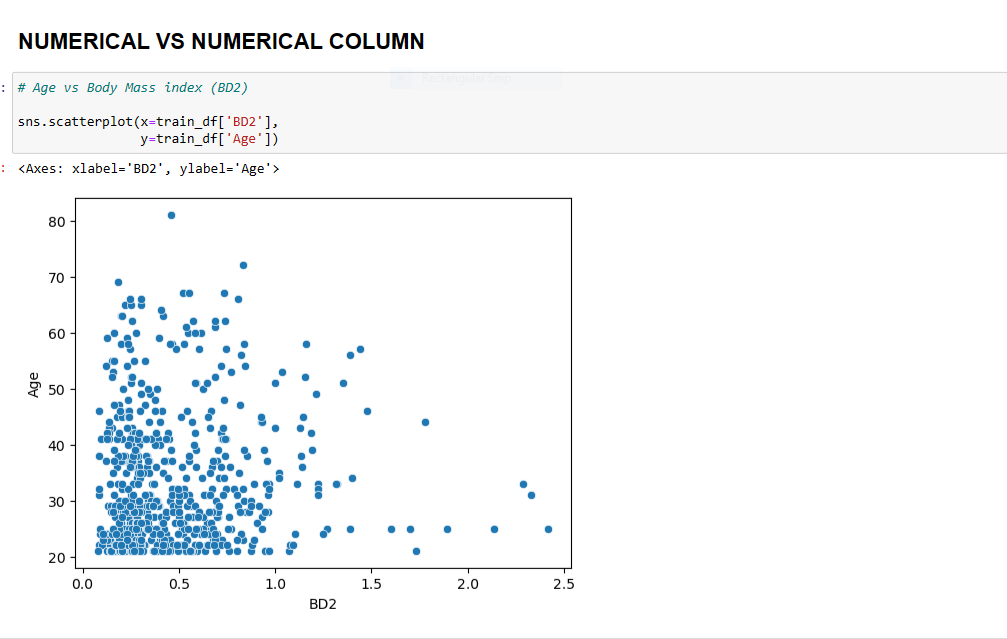 NUMERICAL VS NUMERICAL COLUMN
: # Age vs Body Mass index (BD2)
sns.scatterplot(x=train_df['BD2'],
y=train_df['Age'])
: <Axes: xlabel='BD2', ylabel='Age'>
80
70
60
50
40
30
20
Age
0.0 0.5 1.0 1.5 2.0 2.5
BD2